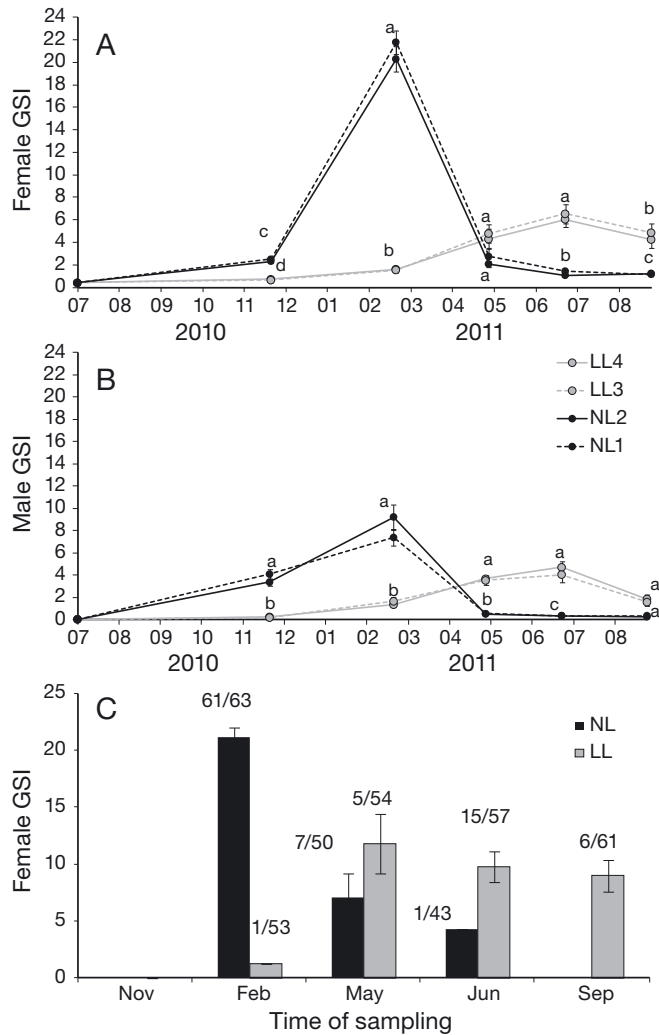 A
Female GSI
24
22
20
18
16
14
12
10
8
6
4
2
0
a
c
d
b
a
a
a
b
b
c
07 10 11 12 01 02 03 04 05 06 07 08
2010 2011
B
Male GSI
24
22
20
18
16
14
12
10
8
6
4
2
0
LL4
LL3
NL2
NL1
a
b
a
b
a
b
a
c
a
a
07 10 11 12 01 02 03 04 05 06 07 08
2010 2011
C
Female GSI
25
20
15
10
5
0
NL
LL
61/63
1/53
7/50
5/54
1/43
15/57
6/61
Nov Feb May Jun Sep
Time of sampling